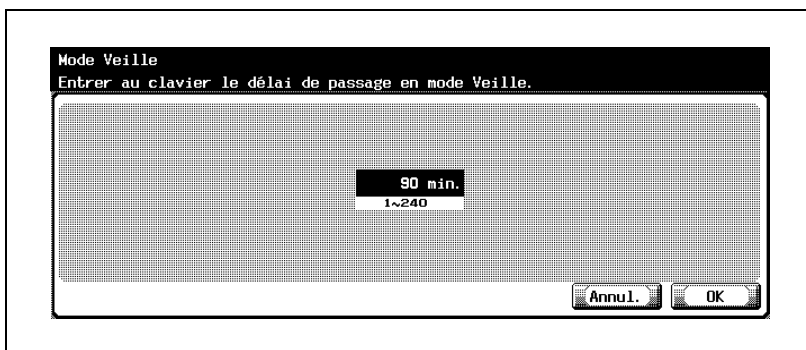 Mode Veille
Entrer au clavier le délai de passage en mode Veille.
90 min.
1~240
Annul. OK